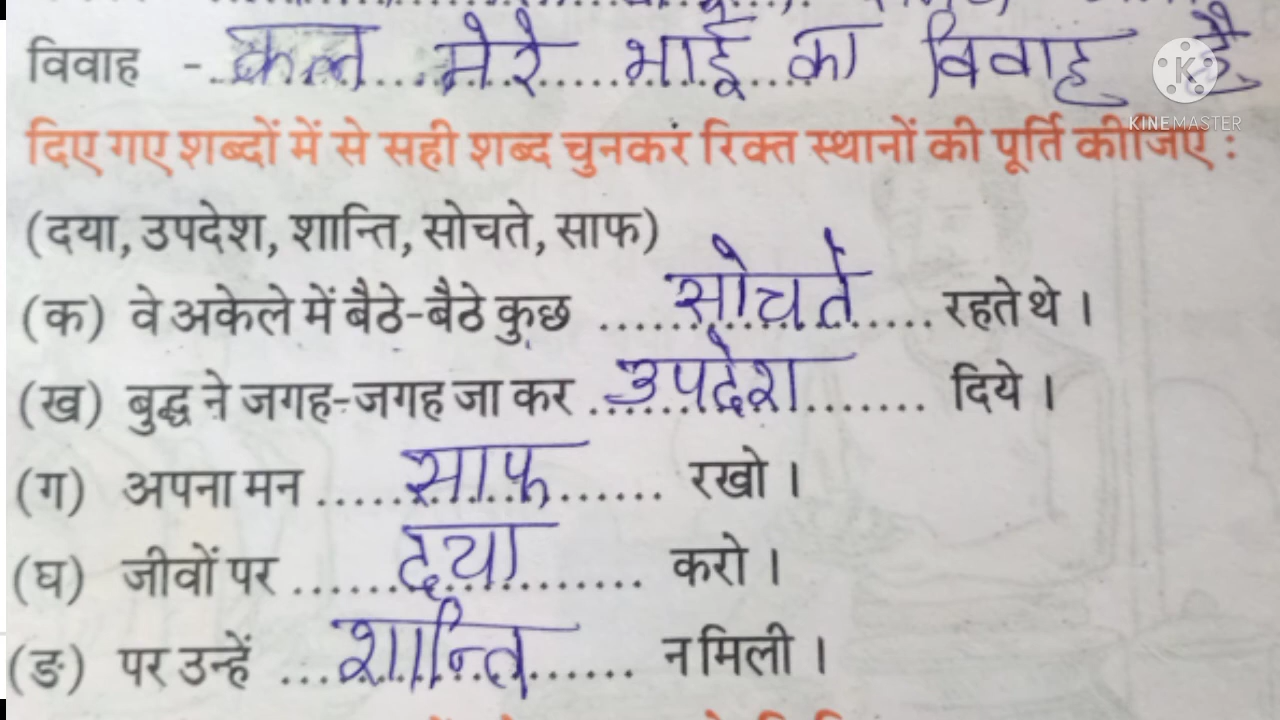 विवाह - कल मेरे भाई का विवाह है
KINEMASTER
दिए गए शब्दों में से सही शब्द चुनकर रिक्त स्थानों की पूर्ति कीजिए :
(दया, उपदेश, शान्ति, सोचते, साफ)
(क) वे अकेले में बैठे-बैठे कुछ ......सोचते...... रहते थे ।
(ख) बुद्ध ने जगह-जगह जा कर ......उपदेश...... दिये ।
(ग) अपना मन ......साफ...... रखो ।
(घ) जीवों पर ......दया...... करो ।
(ङ) पर उन्हें ...शान्ति...... न मिली ।